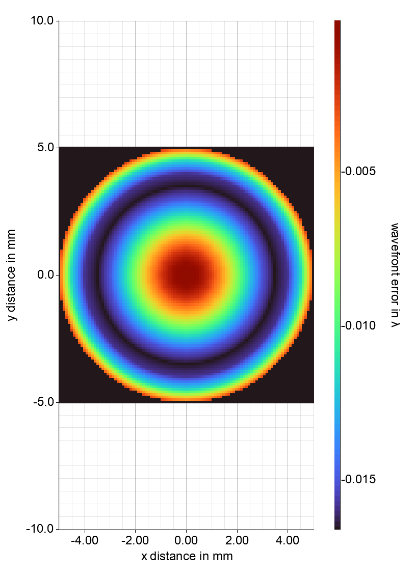 10.0
5.0
0.0
-5.0
-10.0
y distance in mm
-4.00 -2.00 0.00 2.00 4.00
x distance in mm
-0.005
-0.010
-0.015
wavefront error in λ